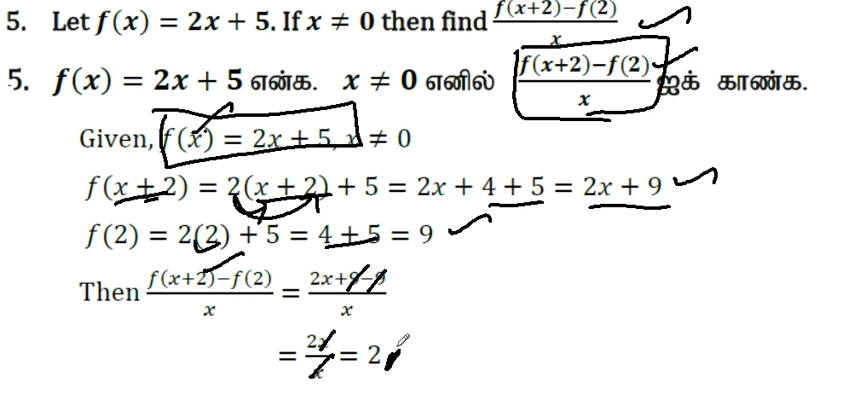 5. Let f(x) = 2x + 5. If x ≠ 0 then find f(x+2)−f(2)/x
5. f(x) = 2x + 5 என்க. x ≠ 0 எனில் f(x+2)−f(2)/x ஐக் காண்க.
Given, f(x) = 2x + 5, x ≠ 0
f(x + 2) = 2(x + 2) + 5 = 2x + 4 + 5 = 2x + 9
f(2) = 2(2) + 5 = 4 + 5 = 9
Then f(x+2)−f(2)/x = 2x+9−9/x
= 2x/x = 2